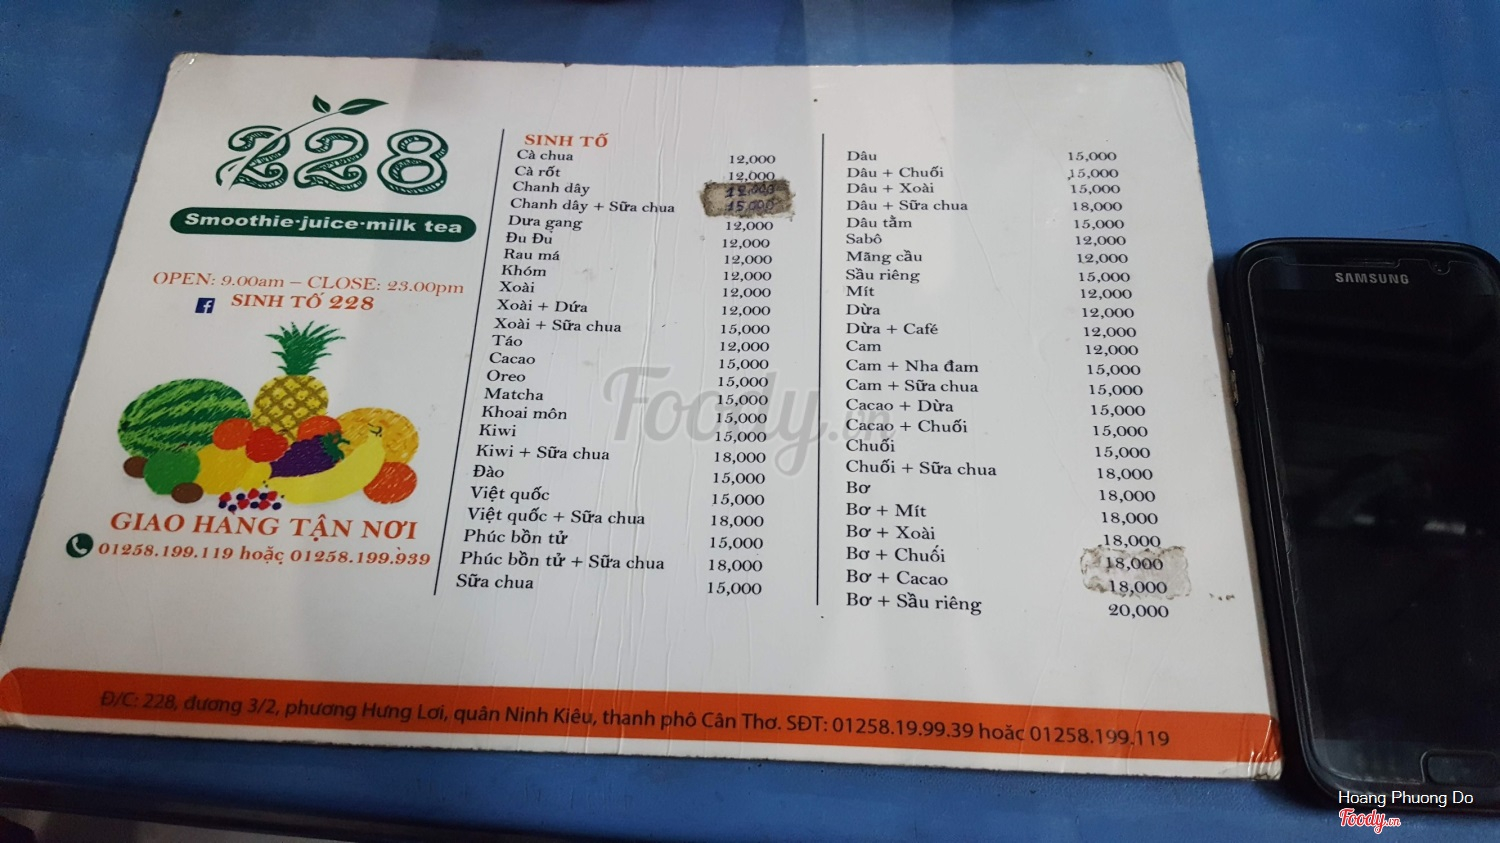 228
Smoothie·juice·milk tea
OPEN: 9.00am – CLOSE: 23.00pm
SINH TỐ 228
GIAO HÀNG TẬN NƠI
01258.199.119 hoặc 01258.199.939
SINH TỐ
Cà chua 12,000
Cà rốt 12,000
Chanh dây 12,000
Chanh dây + Sữa chua 15,000
Dưa gang 12,000
Đu Đu 12,000
Rau má 12,000
Khóm 12,000
Xoài 12,000
Xoài + Dứa 12,000
Xoài + Sữa chua 15,000
Táo 12,000
Cacao 15,000
Oreo 15,000
Matcha 15,000
Khoai môn 15,000
Kiwi 15,000
Kiwi + Sữa chua 18,000
Đào 15,000
Việt quốc 15,000
Việt quốc + Sữa chua 18,000
Phúc bồn tử 15,000
Phúc bồn tử + Sữa chua 18,000
Sữa chua 15,000
Dâu 15,000
Dâu + Chuối 15,000
Dâu + Xoài 15,000
Dâu + Sữa chua 18,000
Dâu tằm 15,000
Sabô 12,000
Mãng cầu 12,000
Sầu riêng 15,000
Mít 12,000
Dừa 12,000
Dừa + Café 12,000
Cam 12,000
Cam + Nha đam 15,000
Cam + Sữa chua 15,000
Cacao + Dừa 15,000
Cacao + Chuối 15,000
Chuối 15,000
Chuối + Sữa chua 18,000
Bơ 18,000
Bơ + Mít 18,000
Bơ + Xoài 18,000
Bơ + Chuối 18,000
Bơ + Cacao 18,000
Bơ + Sầu riêng 20,000
Đ/C: 228, đương 3/2, phương Hưng Lơi, quân Ninh Kiêu, thanh phô Cân Thơ. SĐT: 01258.19.99.39 hoăc 01258.199.119
SAMSUNG
Foody.vn
Hoang Phuong Do
Foody.vn